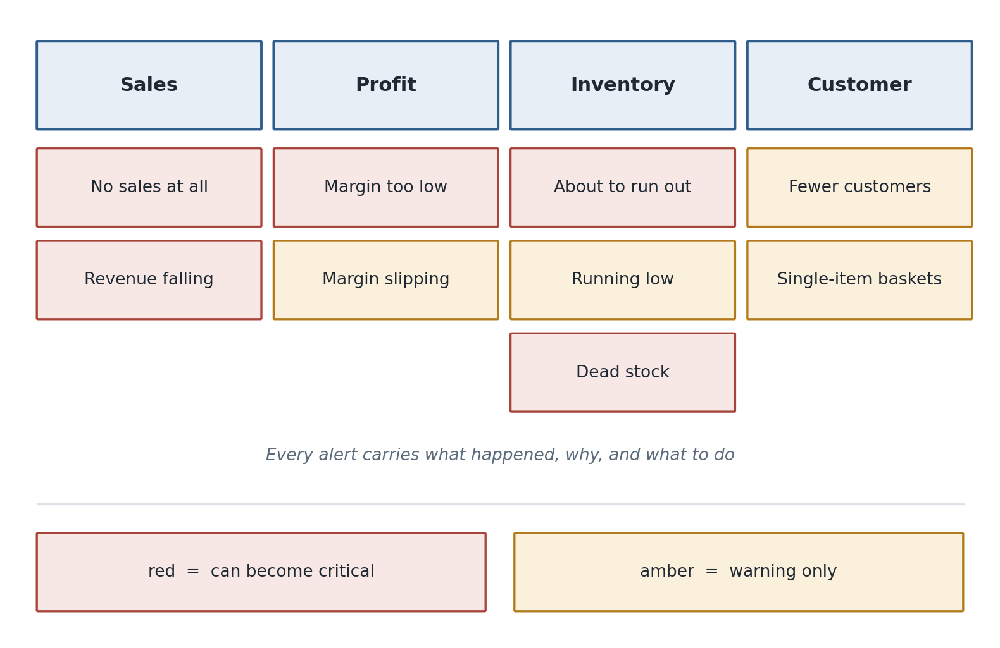 Sales
Profit
Inventory
Customer
No sales at all
Margin too low
About to run out
Fewer customers
Revenue falling
Margin slipping
Running low
Single-item baskets
Dead stock
Every alert carries what happened, why, and what to do
red = can become critical
amber = warning only